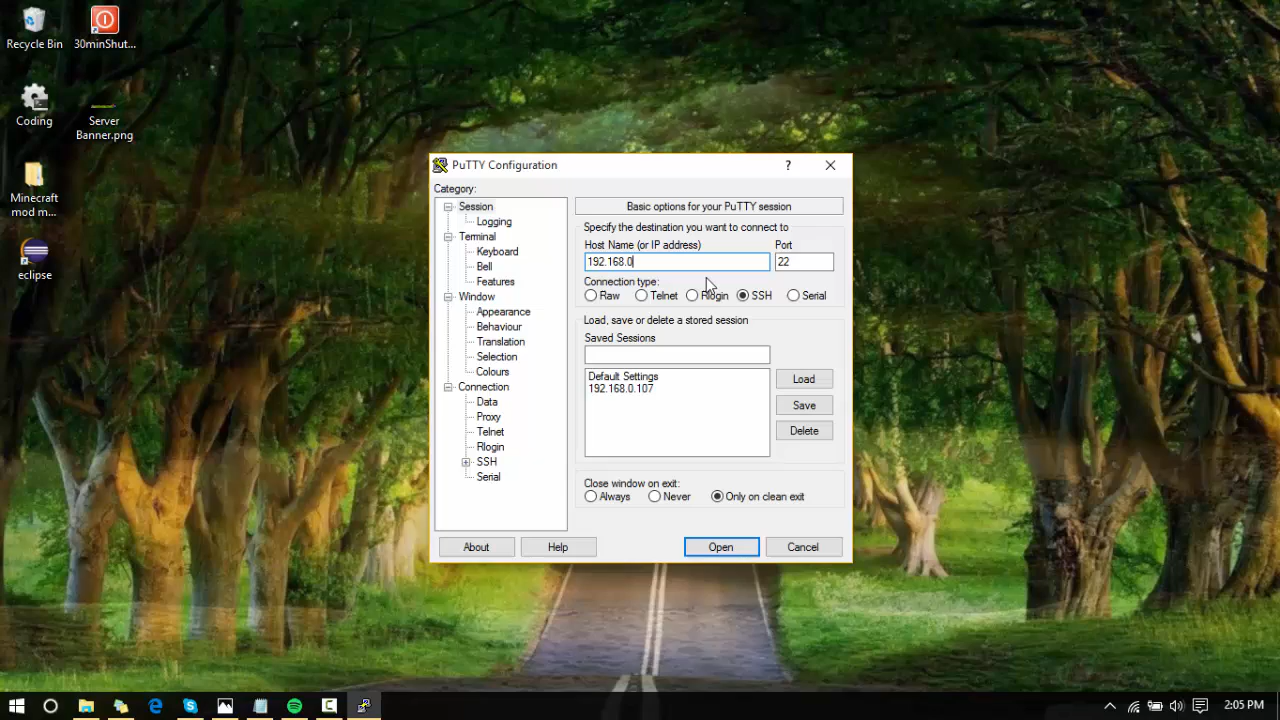 Recycle Bin
30minShut...
Coding
Server
Banner.png
Minecraft
mod m...
eclipse
PuTTY Configuration
?
Category:
Session
Logging
Terminal
Keyboard
Bell
Features
Window
Appearance
Behaviour
Translation
Selection
Colours
Connection
Data
Proxy
Telnet
Rlogin
SSH
Serial
Basic options for your PuTTY session
Specify the destination you want to connect to
Host Name (or IP address)
Port
192.168.0
22
Connection type:
Raw
Telnet
Rlogin
SSH
Serial
Load, save or delete a stored session
Saved Sessions
Default Settings
192.168.0.107
Load
Save
Delete
Close window on exit:
Always
Never
Only on clean exit
About
Help
Open
Cancel
2:05 PM